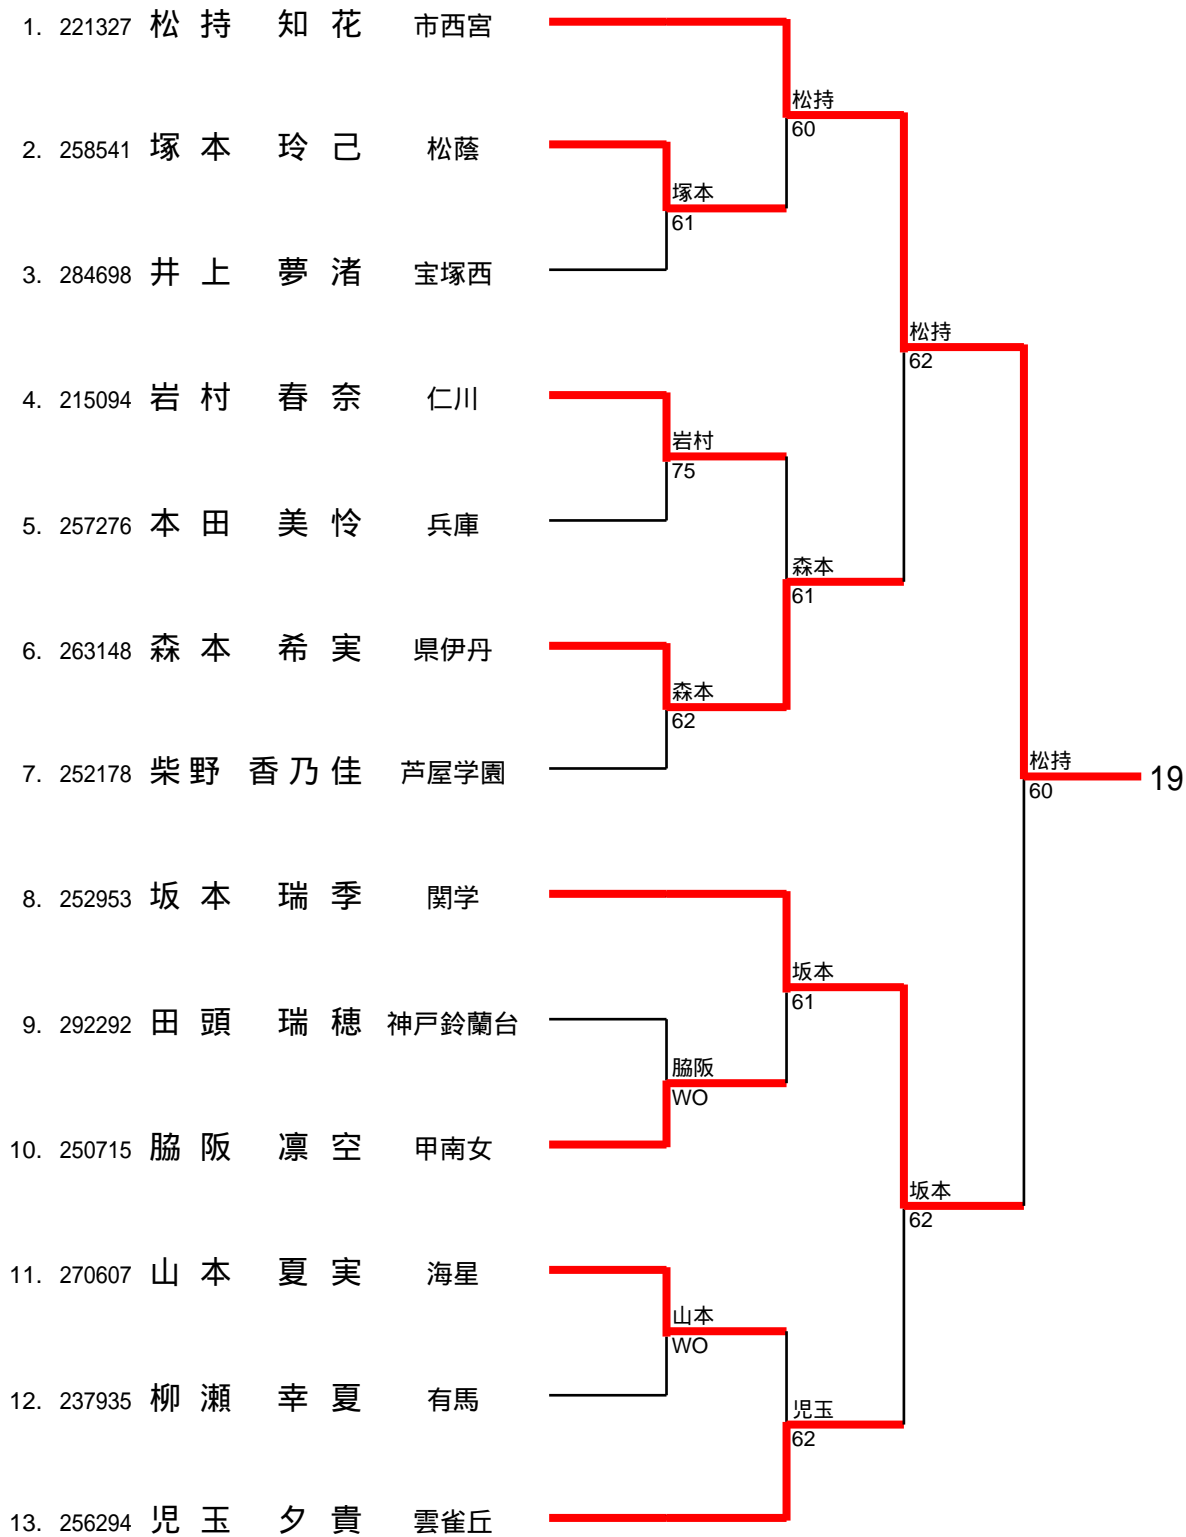 1. 221327 松持 知花 市西宮
松持
60
2. 258541 塚本 玲己 松蔭
塚本
61
3. 284698 井上 夢渚 宝塚西
松持
62
4. 215094 岩村 春奈 仁川
岩村
75
5. 257276 本田 美怜 兵庫
森本
61
6. 263148 森本 希実 県伊丹
森本
62
7. 252178 柴野 香乃佳 芦屋学園
松持
60
19
8. 252953 坂本 瑞季 関学
坂本
61
9. 292292 田頭 瑞穂 神戸鈴蘭台
脇阪
WO
10. 250715 脇阪 凛空 甲南女
坂本
62
11. 270607 山本 夏実 海星
山本
WO
12. 237935 柳瀬 幸夏 有馬
児玉
62
13. 256294 児玉 夕貴 雲雀丘